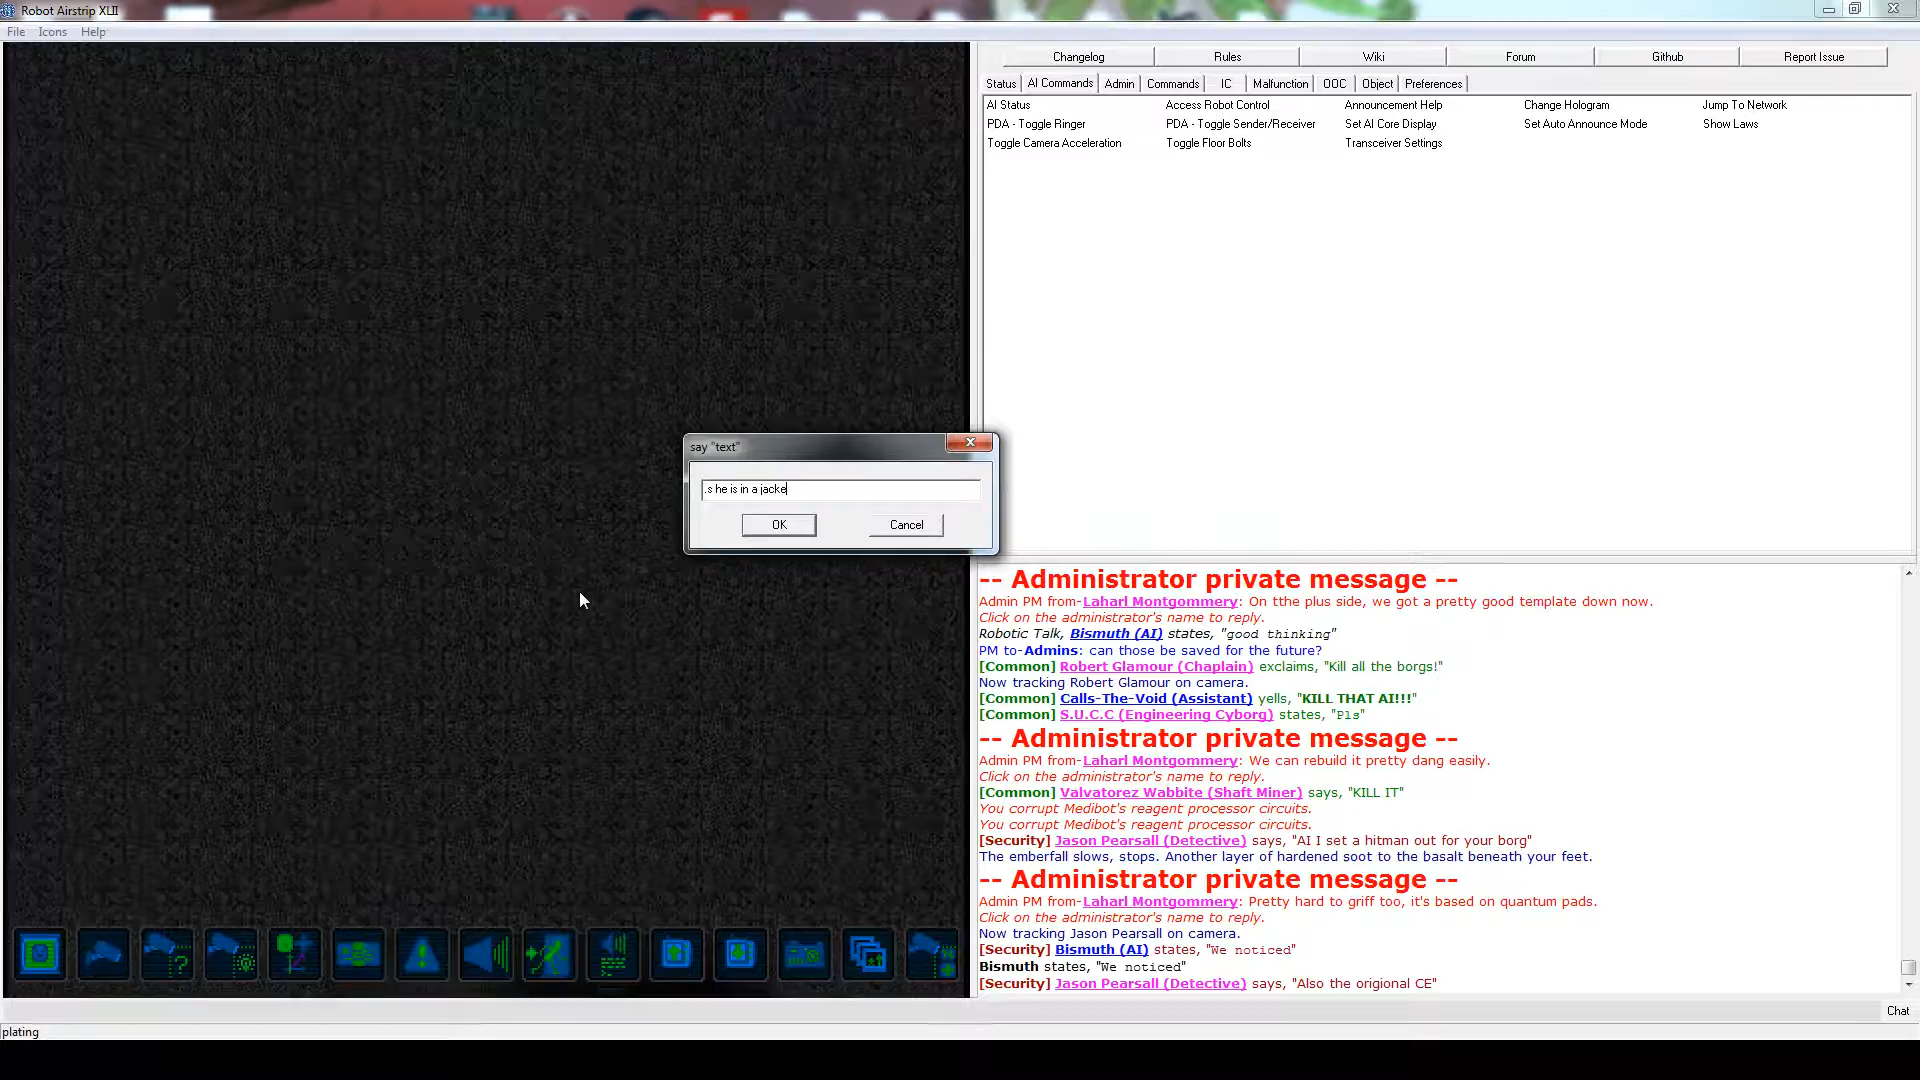 Robot Airstrip XLII
File Icons Help
Changelog Rules Wiki Forum Github Report Issue
Status AI Commands Admin Commands IC Malfunction OOC Object Preferences
AI Status Access Robot Control Announcement Help Change Hologram Jump To Network
PDA - Toggle Ringer PDA - Toggle Sender/Receiver Set AI Core Display Set Auto Announce Mode Show Laws
Toggle Camera Acceleration Toggle Floor Bolts Transceiver Settings
say "text"
.s he is in a jacke
OK Cancel
-- Administrator private message --
Admin PM from-Laharl Montgommery: On tthe plus side, we got a pretty good template down now.
Click on the administrator's name to reply.
Robotic Talk, Bismuth (AI) states, "good thinking"
PM to-Admins: can those be saved for the future?
[Common] Robert Glamour (Chaplain) exclaims, "Kill all the borgs!"
Now tracking Robert Glamour on camera.
[Common] Calls-The-Void (Assistant) yells, "KILL THAT AI!!!"
[Common] S.U.C.C (Engineering Cyborg) states, "Pls"
-- Administrator private message --
Admin PM from-Laharl Montgommery: We can rebuild it pretty dang easily.
Click on the administrator's name to reply.
[Common] Valvatorez Wabbite (Shaft Miner) says, "KILL IT"
You corrupt Medibot's reagent processor circuits.
You corrupt Medibot's reagent processor circuits.
[Security] Jason Pearsall (Detective) says, "AI I set a hitman out for your borg"
The emberfall slows, stops. Another layer of hardened soot to the basalt beneath your feet.
-- Administrator private message --
Admin PM from-Laharl Montgommery: Pretty hard to griff too, it's based on quantum pads.
Click on the administrator's name to reply.
Now tracking Jason Pearsall on camera.
[Security] Bismuth (AI) states, "We noticed"
Bismuth states, "We noticed"
[Security] Jason Pearsall (Detective) says, "Also the origional CE"
Chat
plating